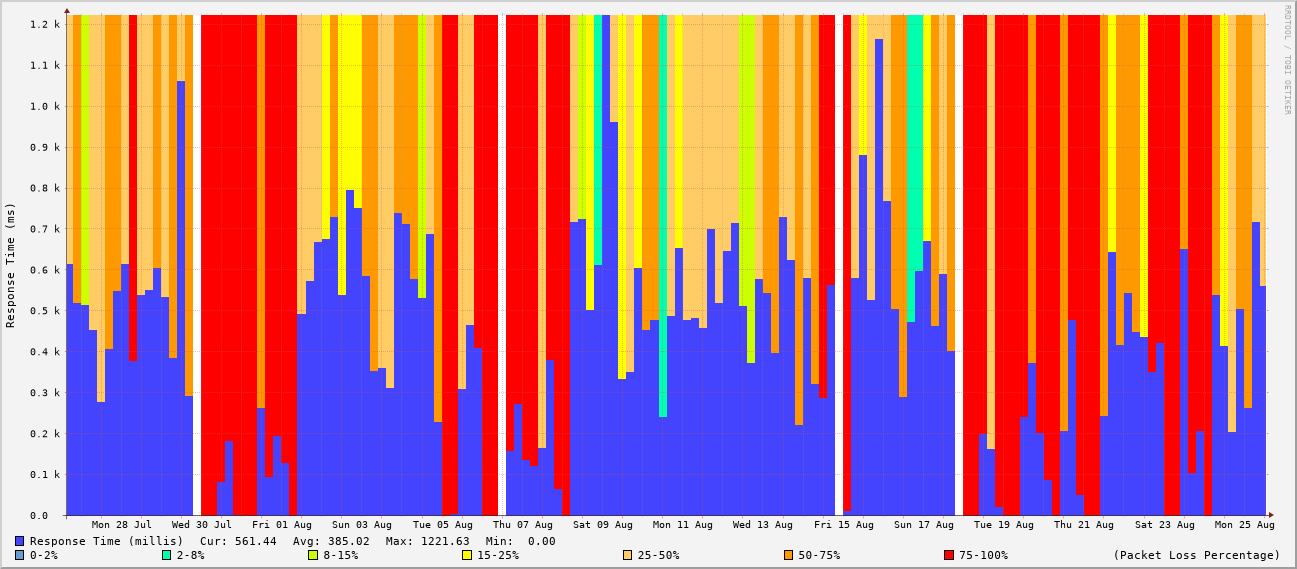 RRDTOOL / TOBI OETIKER
Response Time (ms)
1.2 k
1.1 k
1.0 k
0.9 k
0.8 k
0.7 k
0.6 k
0.5 k
0.4 k
0.3 k
0.2 k
0.1 k
0.0
Mon 28 Jul Wed 30 Jul Fri 01 Aug Sun 03 Aug Tue 05 Aug Thu 07 Aug Sat 09 Aug Mon 11 Aug Wed 13 Aug Fri 15 Aug Sun 17 Aug Tue 19 Aug Thu 21 Aug Sat 23 Aug Mon 25 Aug
Response Time (millis) Cur: 561.44 Avg: 385.02 Max: 1221.63 Min: 0.00
0-2% 2-8% 8-15% 15-25% 25-50% 50-75% 75-100% (Packet Loss Percentage)